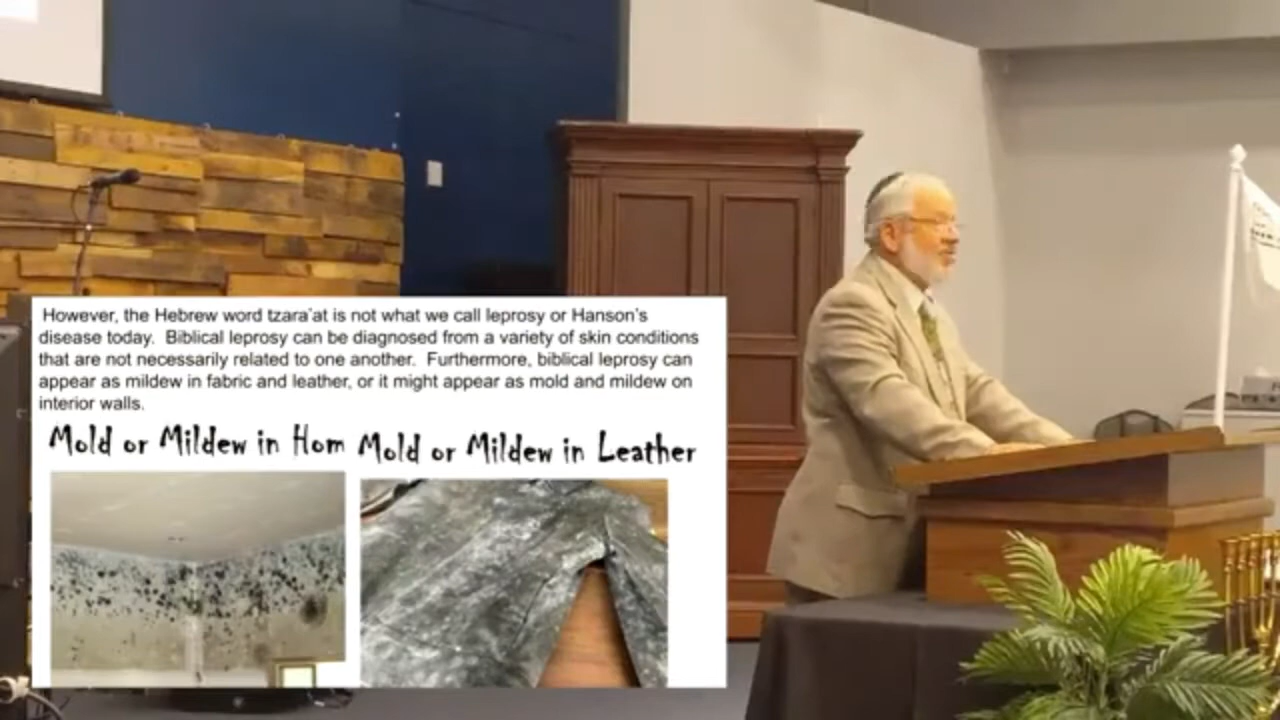 However, the Hebrew word tzara'at is not what we call leprosy or Hanson's
disease today. Biblical leprosy can be diagnosed from a variety of skin conditions
that are not necessarily related to one another. Furthermore, biblical leprosy can
appear as mildew in fabric and leather, or it might appear as mold and mildew on
interior walls.
Mold or Mildew in Hom
Mold or Mildew in Leather